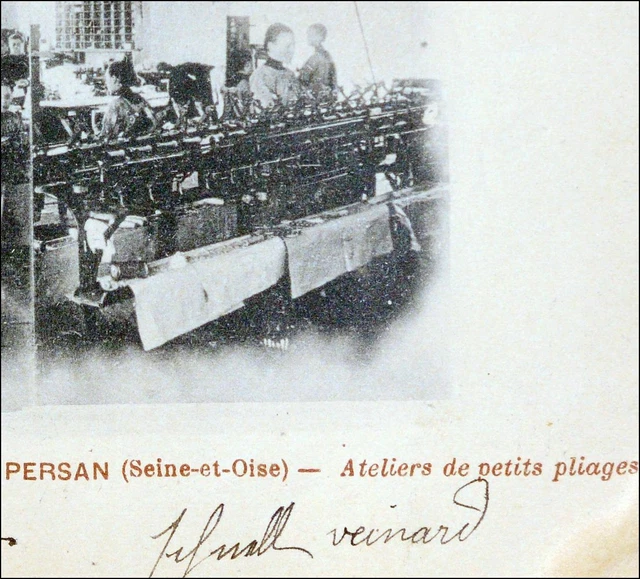 PERSAN (Seine-et-Oise) — Ateliers de petits pliages
veinard